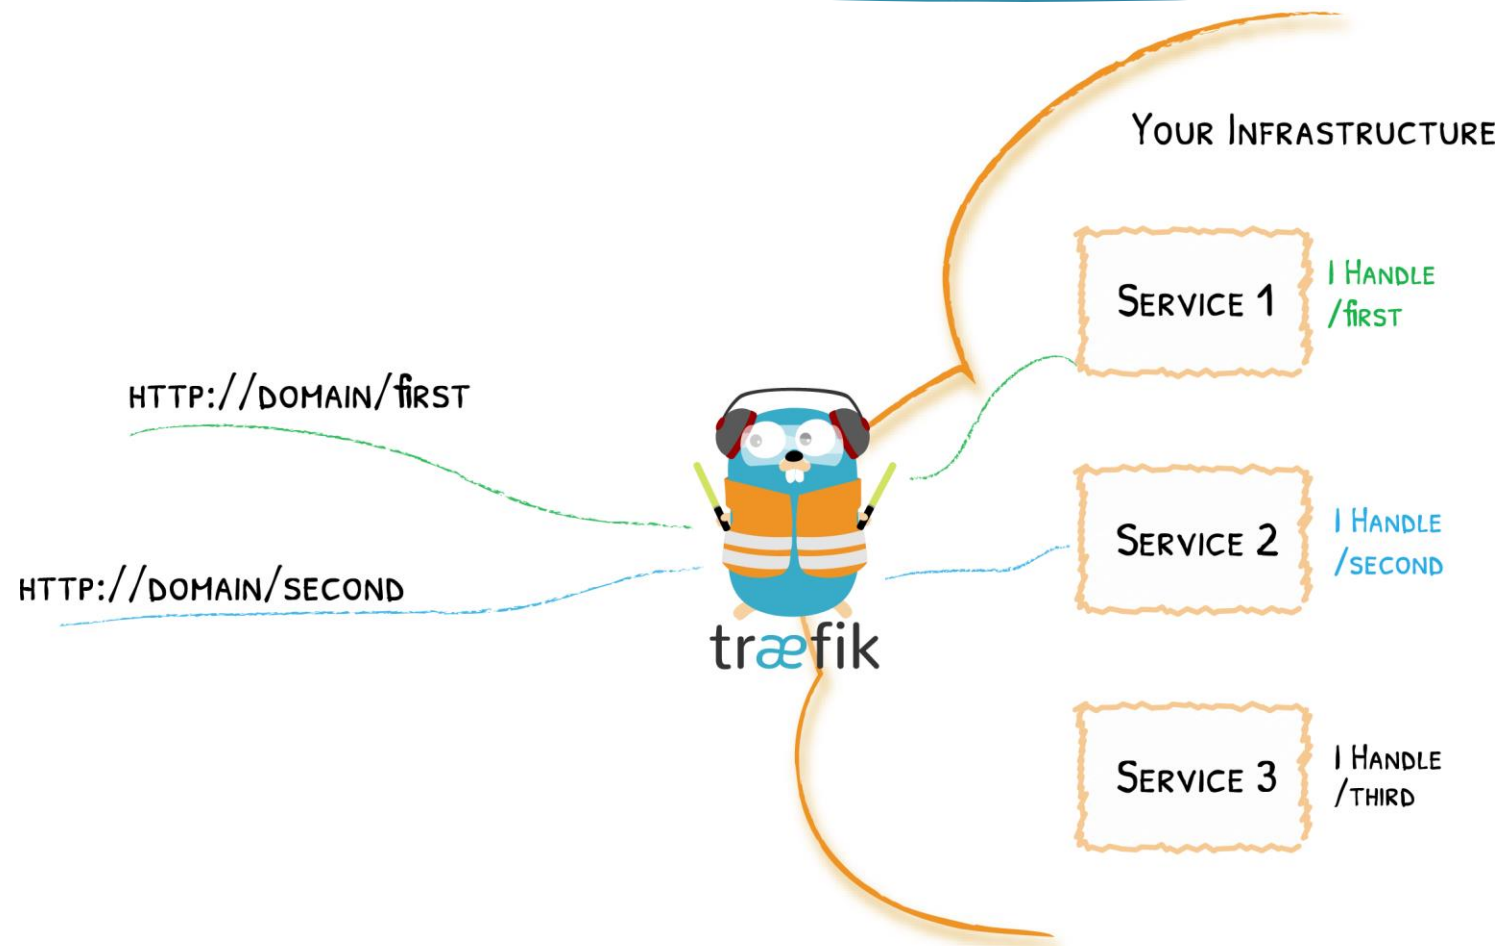 YOUR INFRASTRUCTURE
SERVICE 1
I HANDLE
/fiRST
HTTP://DOMAIN/fiRST
SERVICE 2
I HANDLE
/SECOND
HTTP://DOMAIN/SECOND
træfik
SERVICE 3
I HANDLE
/THIRD